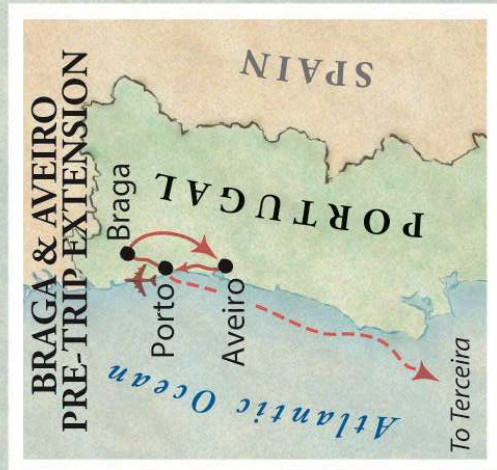 BRAGA & AVEIRO
PRE-TRIP EXTENSION
SPAIN
PORTUGAL
Braga
Porto
Aveiro
Atlantic Ocean
To Terceira